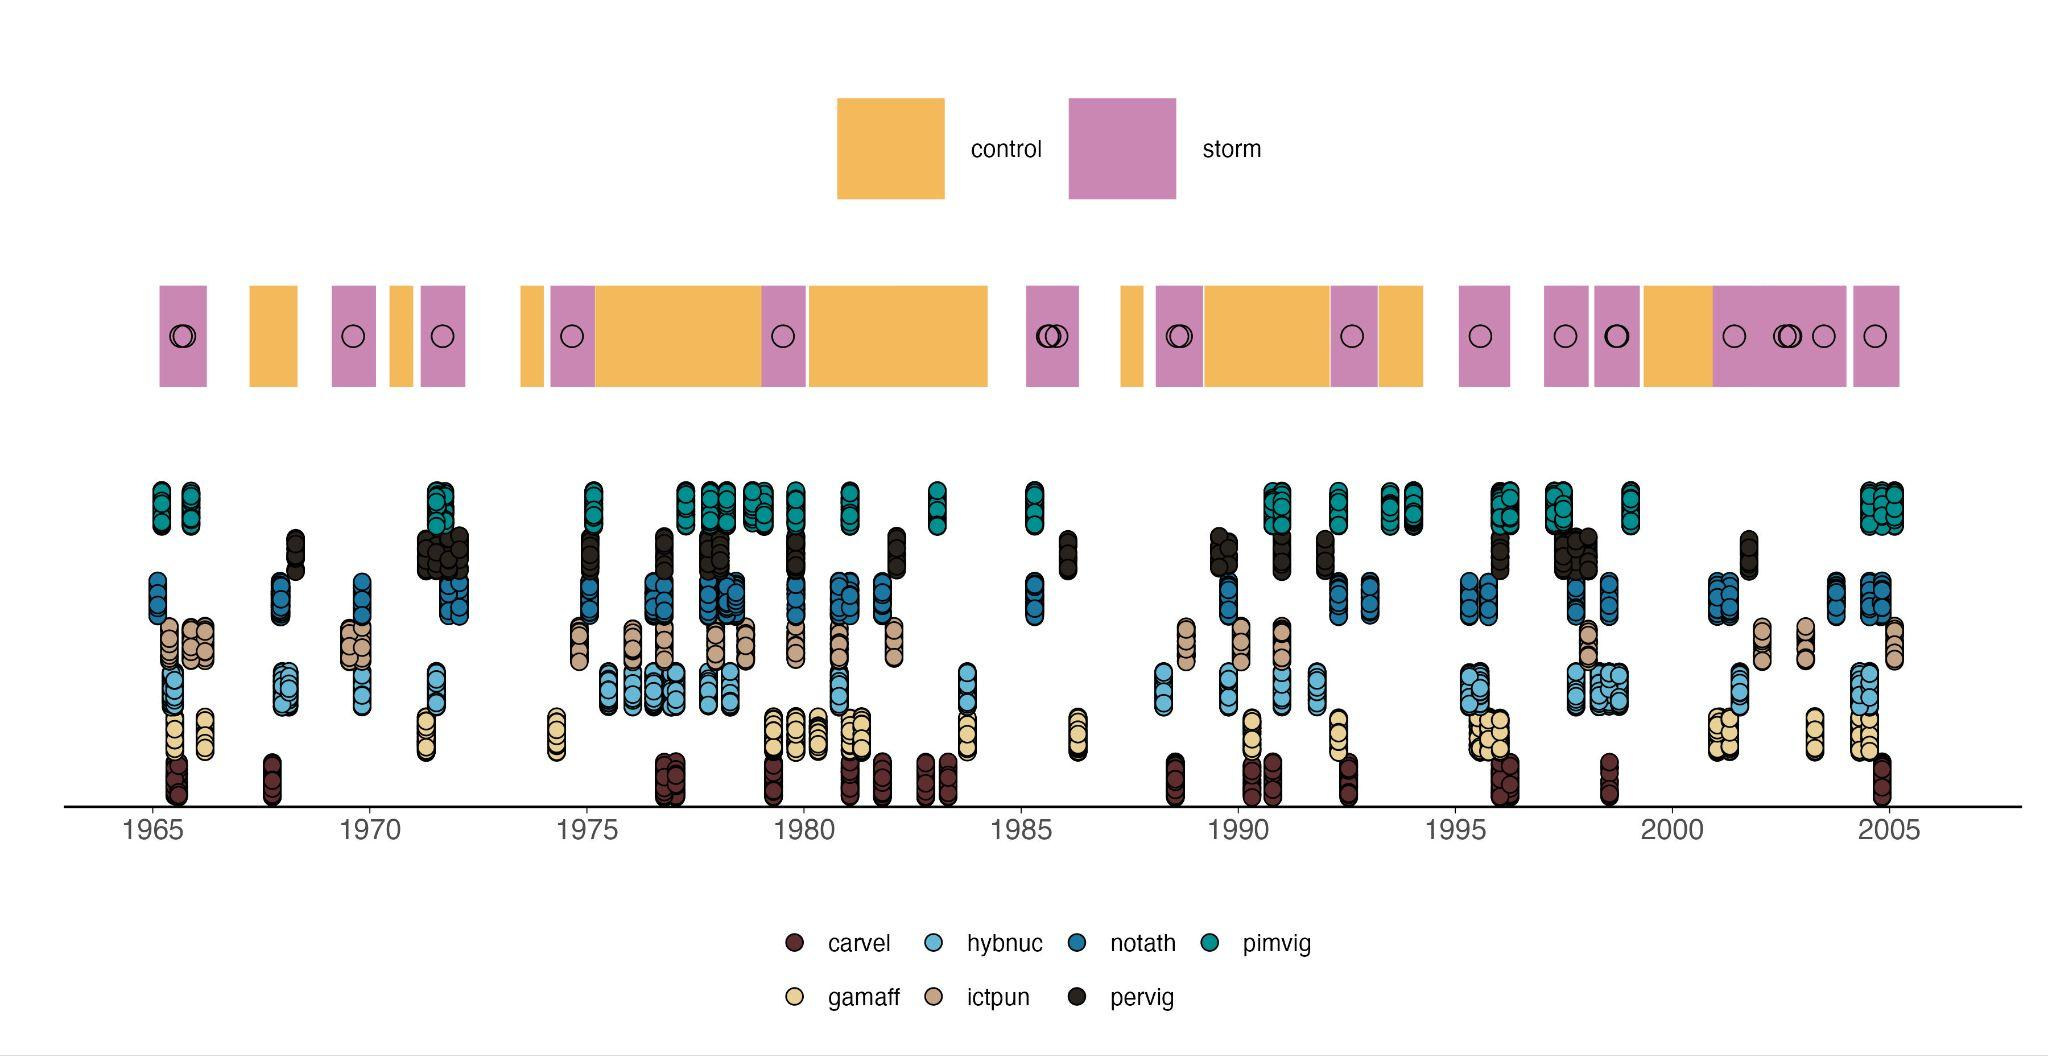 control storm
1965 1970 1975 1980 1985 1990 1995 2000 2005
carvel hybnuc notath pimvig
gamaff ictpun pervig